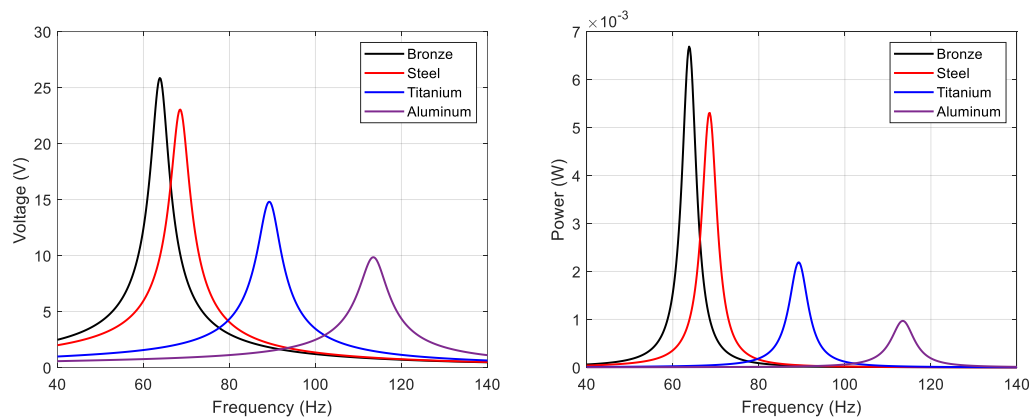 30
25
20
15
10
5
0
Voltage (V)
40 60 80 100 120 140
Frequency (Hz)
Bronze
Steel
Titanium
Aluminum
×10⁻³
7
6
5
4
3
2
1
0
Power (W)
40 60 80 100 120 140
Frequency (Hz)
Bronze
Steel
Titanium
Aluminum